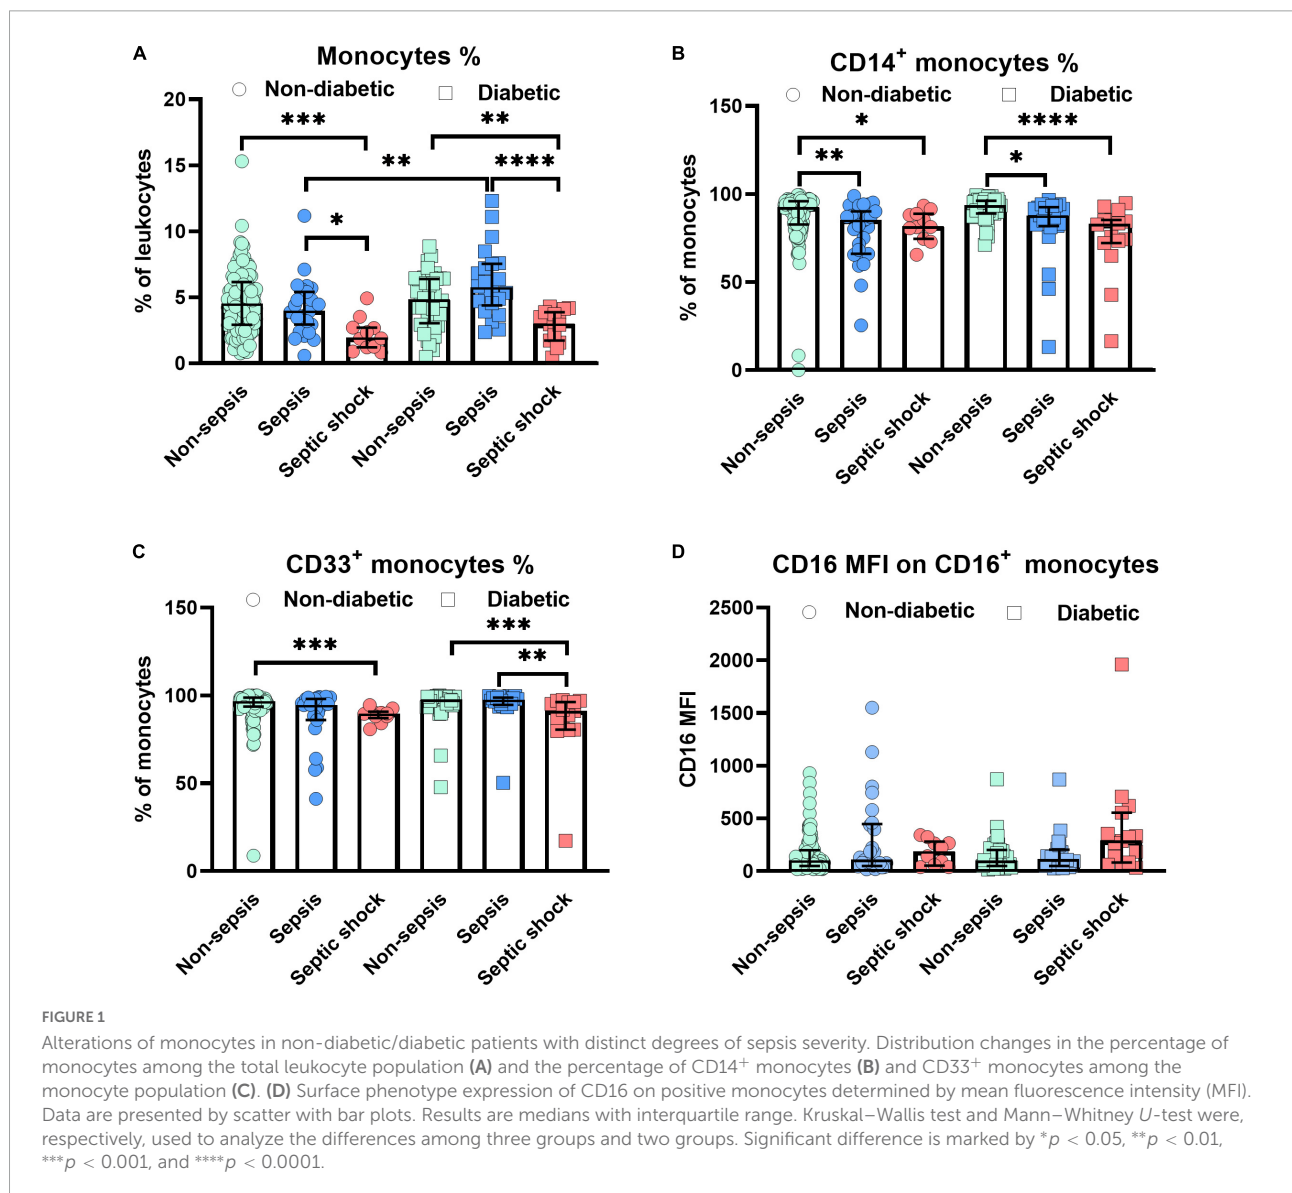 A
Monocytes %
Non-diabetic
Diabetic
% of leukocytes
20
15
10
5
0
***
**
**
****
*
Non-sepsis
Sepsis
Septic shock
Non-sepsis
Sepsis
Septic shock
B
CD14+ monocytes %
Non-diabetic
Diabetic
% of monocytes
150
100
50
0
*
****
**
*
Non-sepsis
Sepsis
Septic shock
Non-sepsis
Sepsis
Septic shock
C
CD33+ monocytes %
Non-diabetic
Diabetic
% of monocytes
150
100
50
0
***
***
**
Non-sepsis
Sepsis
Septic shock
Non-sepsis
Sepsis
Septic shock
D
CD16 MFI on CD16+ monocytes
Non-diabetic
Diabetic
CD16 MFI
2500
2000
1500
1000
500
0
Non-sepsis
Sepsis
Septic shock
Non-sepsis
Sepsis
Septic shock
FIGURE 1
Alterations of monocytes in non-diabetic/diabetic patients with distinct degrees of sepsis severity. Distribution changes in the percentage of
monocytes among the total leukocyte population (A) and the percentage of CD14+ monocytes (B) and CD33+ monocytes among the
monocyte population (C). (D) Surface phenotype expression of CD16 on positive monocytes determined by mean fluorescence intensity (MFI).
Data are presented by scatter with bar plots. Results are medians with interquartile range. Kruskal–Wallis test and Mann–Whitney U-test were,
respectively, used to analyze the differences among three groups and two groups. Significant difference is marked by *p < 0.05, **p < 0.01,
***p < 0.001, and ****p < 0.0001.